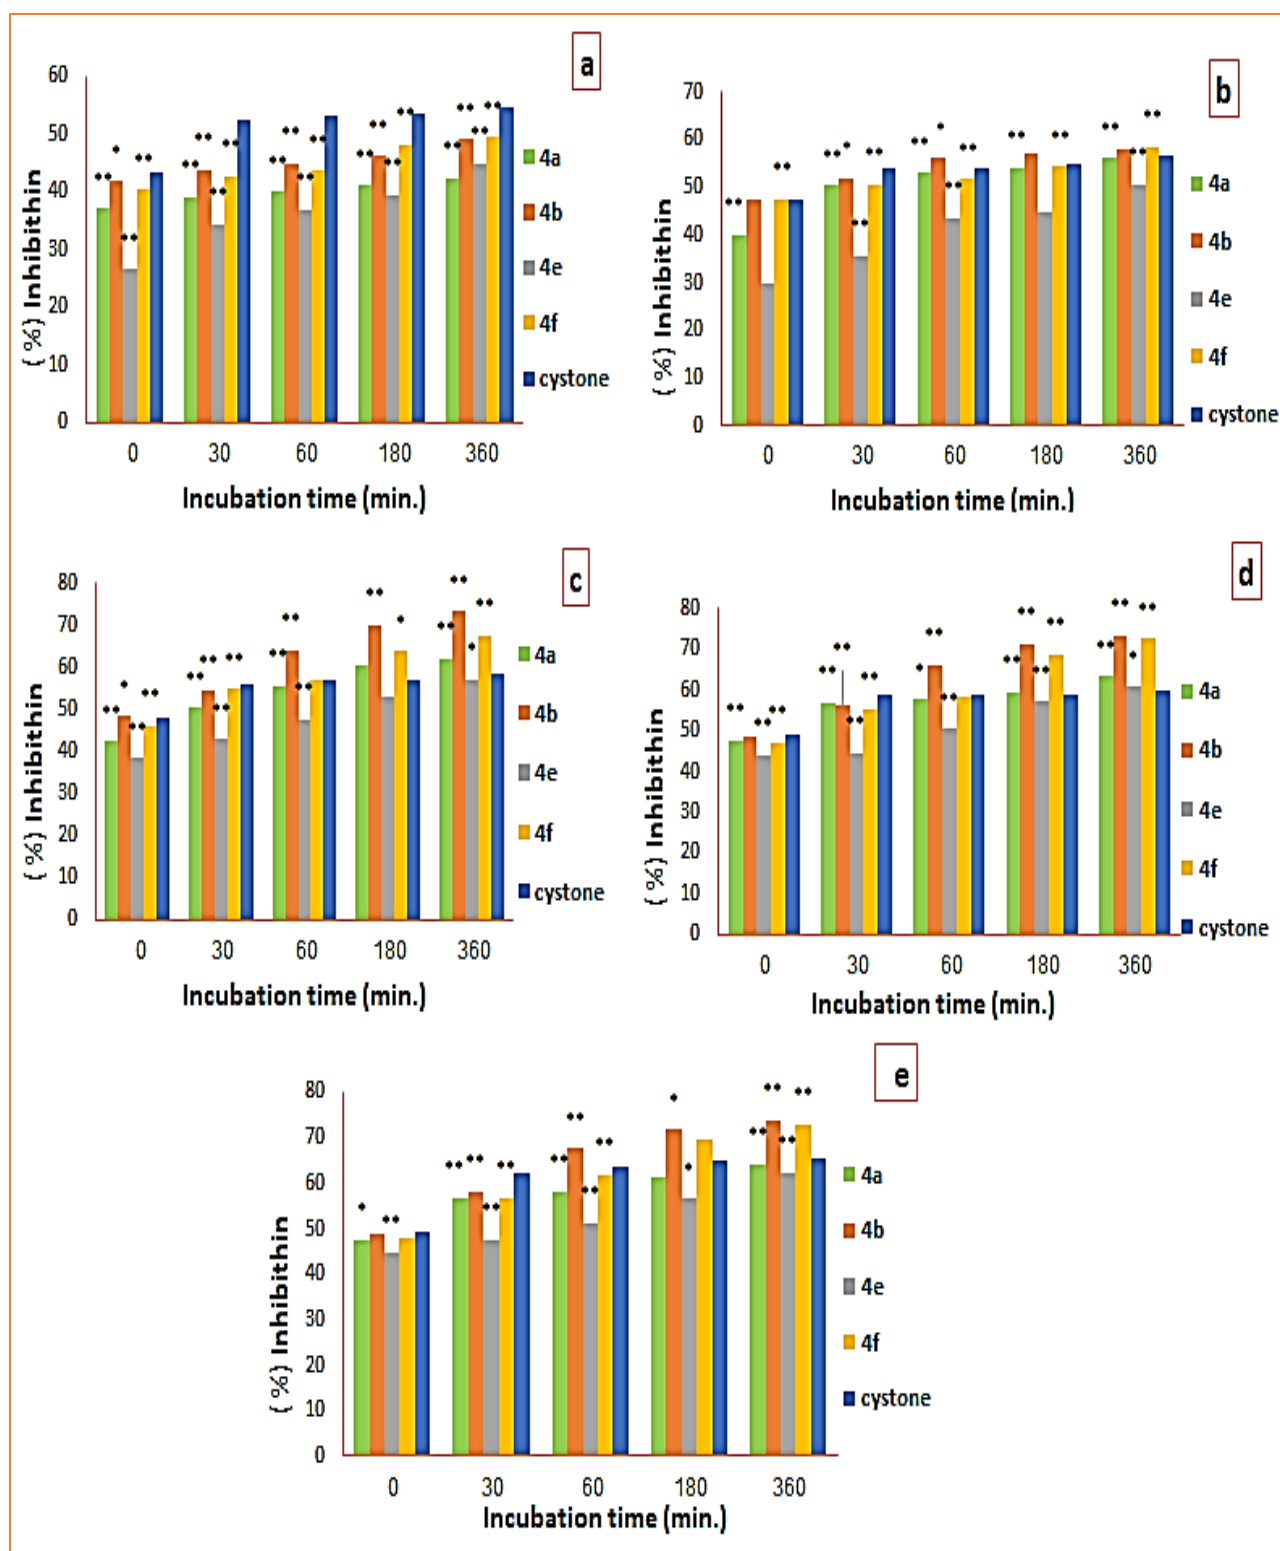 a
60
50
40
30
20
10
0
( %) Inhibithin
** * ** **
** ** ** **
** ** ** **
** ** ** **
** ** ** **
0 30 60 180 360
Incubation time (min.)
4a
4b
4e
4f
cystone
b
70
60
50
40
30
20
10
0
( %) Inhibithin
** **
** * ** **
** * ** **
** **
** ** ** **
0 30 60 180 360
Incubation time (min.)
4a
4b
4e
4f
cystone
c
80
70
60
50
40
30
20
10
0
( %) Inhibithin
** * ** **
** ** ** **
** ** **
** *
** ** * **
0 30 60 180 360
Incubation time (min.)
4a
4b
4e
4f
cystone
d
80
70
60
50
40
30
20
10
0
( %) Inhibithin
** ** **
** ** ** **
* ** **
** ** ** **
** ** * **
0 30 60 180 360
Incubation time (min.)
4a
4b
4e
4f
cystone
e
80
70
60
50
40
30
20
10
0
( %) Inhibithin
* **
** ** ** **
** ** ** **
* *
** ** ** **
0 30 60 180 360
Incubation time (min.)
4a
4b
4e
4f
cystone